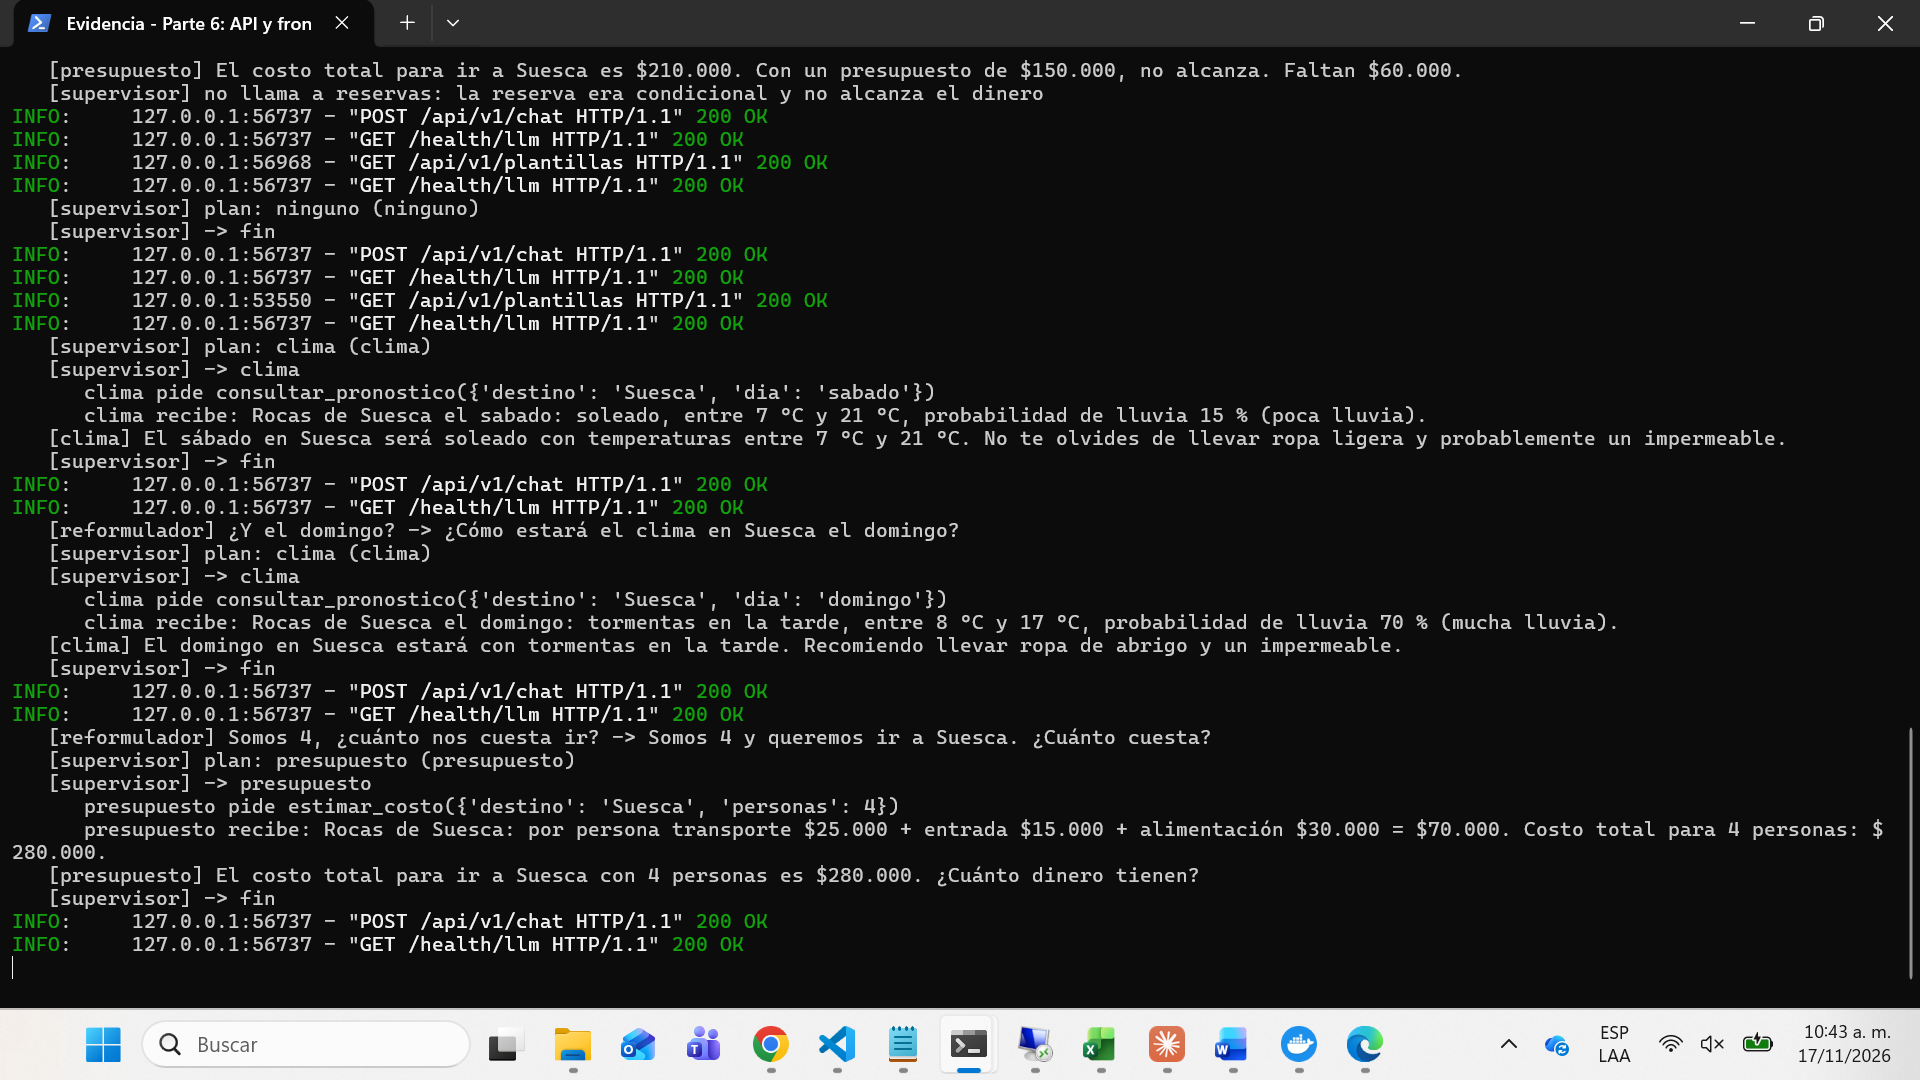 Evidencia - Parte 6: API y fron
[presupuesto] El costo total para ir a Suesca es $210.000. Con un presupuesto de $150.000, no alcanza. Faltan $60.000.
[supervisor] no llama a reservas: la reserva era condicional y no alcanza el dinero
INFO:     127.0.0.1:56737 - "POST /api/v1/chat HTTP/1.1" 200 OK
INFO:     127.0.0.1:56737 - "GET /health/llm HTTP/1.1" 200 OK
INFO:     127.0.0.1:56968 - "GET /api/v1/plantillas HTTP/1.1" 200 OK
INFO:     127.0.0.1:56737 - "GET /health/llm HTTP/1.1" 200 OK
[supervisor] plan: ninguno (ninguno)
[supervisor] -> fin
INFO:     127.0.0.1:56737 - "POST /api/v1/chat HTTP/1.1" 200 OK
INFO:     127.0.0.1:56737 - "GET /health/llm HTTP/1.1" 200 OK
INFO:     127.0.0.1:53550 - "GET /api/v1/plantillas HTTP/1.1" 200 OK
INFO:     127.0.0.1:56737 - "GET /health/llm HTTP/1.1" 200 OK
[supervisor] plan: clima (clima)
[supervisor] -> clima
clima pide consultar_pronostico({'destino': 'Suesca', 'dia': 'sabado'})
clima recibe: Rocas de Suesca el sabado: soleado, entre 7 °C y 21 °C, probabilidad de lluvia 15 % (poca lluvia).
[clima] El sábado en Suesca será soleado con temperaturas entre 7 °C y 21 °C. No te olvides de llevar ropa ligera y probablemente un impermeable.
[supervisor] -> fin
INFO:     127.0.0.1:56737 - "POST /api/v1/chat HTTP/1.1" 200 OK
INFO:     127.0.0.1:56737 - "GET /health/llm HTTP/1.1" 200 OK
[reformulador] ¿Y el domingo? -> ¿Cómo estará el clima en Suesca el domingo?
[supervisor] plan: clima (clima)
[supervisor] -> clima
clima pide consultar_pronostico({'destino': 'Suesca', 'dia': 'domingo'})
clima recibe: Rocas de Suesca el domingo: tormentas en la tarde, entre 8 °C y 17 °C, probabilidad de lluvia 70 % (mucha lluvia).
[clima] El domingo en Suesca estará con tormentas en la tarde. Recomiendo llevar ropa de abrigo y un impermeable.
[supervisor] -> fin
INFO:     127.0.0.1:56737 - "POST /api/v1/chat HTTP/1.1" 200 OK
INFO:     127.0.0.1:56737 - "GET /health/llm HTTP/1.1" 200 OK
[reformulador] Somos 4, ¿cuánto nos cuesta ir? -> Somos 4 y queremos ir a Suesca. ¿Cuánto cuesta?
[supervisor] plan: presupuesto (presupuesto)
[supervisor] -> presupuesto
presupuesto pide estimar_costo({'destino': 'Suesca', 'personas': 4})
presupuesto recibe: Rocas de Suesca: por persona transporte $25.000 + entrada $15.000 + alimentación $30.000 = $70.000. Costo total para 4 personas: $
280.000.
[presupuesto] El costo total para ir a Suesca con 4 personas es $280.000. ¿Cuánto dinero tienen?
[supervisor] -> fin
INFO:     127.0.0.1:56737 - "POST /api/v1/chat HTTP/1.1" 200 OK
INFO:     127.0.0.1:56737 - "GET /health/llm HTTP/1.1" 200 OK
Buscar
ESP
LAA
10:43 a. m.
17/11/2026